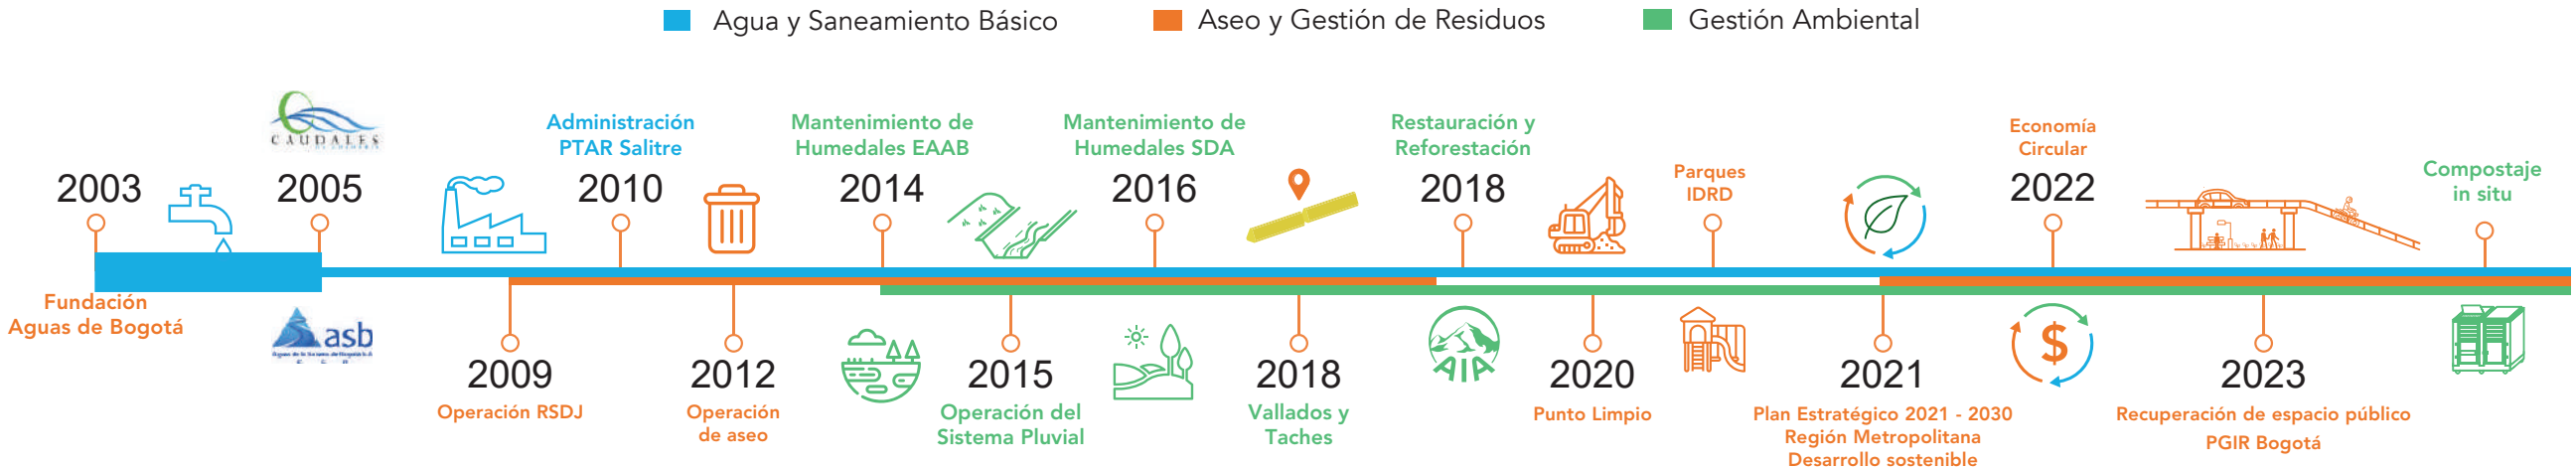 Agua y Saneamiento Básico
Aseo y Gestión de Residuos
Gestión Ambiental
2003
Fundación
Aguas de Bogotá
CAUDALES
2005
asb
2009
Operación RSDJ
Administración
PTAR Salitre
2010
2012
Operación
de aseo
Mantenimiento de
Humedales EAAB
2014
2015
Operación del
Sistema Pluvial
Mantenimiento de
Humedales SDA
2016
2018
Vallados y
Taches
Restauración y
Reforestación
2018
AIA
2020
Punto Limpio
Parques
IDRD
2021
Plan Estratégico 2021 - 2030
Región Metropolitana
Desarrollo sostenible
Economía
Circular
2022
$
2023
Recuperación de espacio público
PGIR Bogotá
Compostaje
in situ